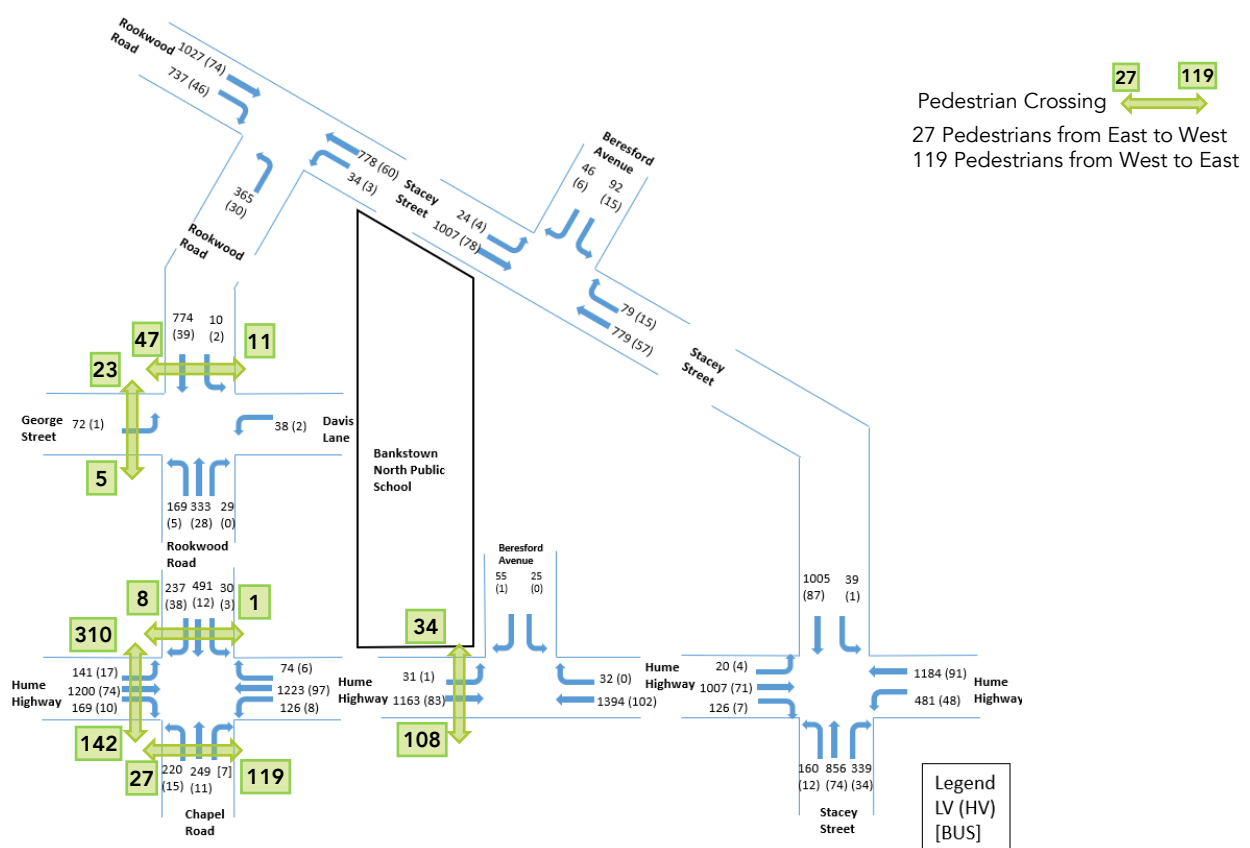 Rookwood
Road
1027 (74)
737 (46)
27
119
Pedestrian Crossing
27 Pedestrians from East to West
119 Pedestrians from West to East
778 (60)
34 (3)
Stacey
Street
Beresford
Avenue
46
(6)
92
(15)
24 (4)
1007 (78)
365
(30)
Rookwood
Road
79 (15)
779 (57)
Stacey
Street
774
(39)
10
(2)
47
11
23
George
Street
72 (1)
38 (2)
Davis
Lane
5
Bankstown
North Public
School
169
(5)
333
(28)
29
(0)
Rookwood
Road
8
237
(38)
491
(12)
30
(3)
1
310
Hume
Highway
141 (17)
1200 (74)
169 (10)
74 (6)
1223 (97)
126 (8)
Hume
Highway
142
27
119
220
(15)
249
(11)
[7]
Chapel
Road
Beresford
Avenue
55
(1)
25
(0)
34
31 (1)
1163 (83)
32 (0)
1394 (102)
108
Hume
Highway
1005
(87)
39
(1)
20 (4)
1007 (71)
126 (7)
1184 (91)
481 (48)
Hume
Highway
160
(12)
856
(74)
339
(34)
Stacey
Street
Legend
LV (HV)
[BUS]